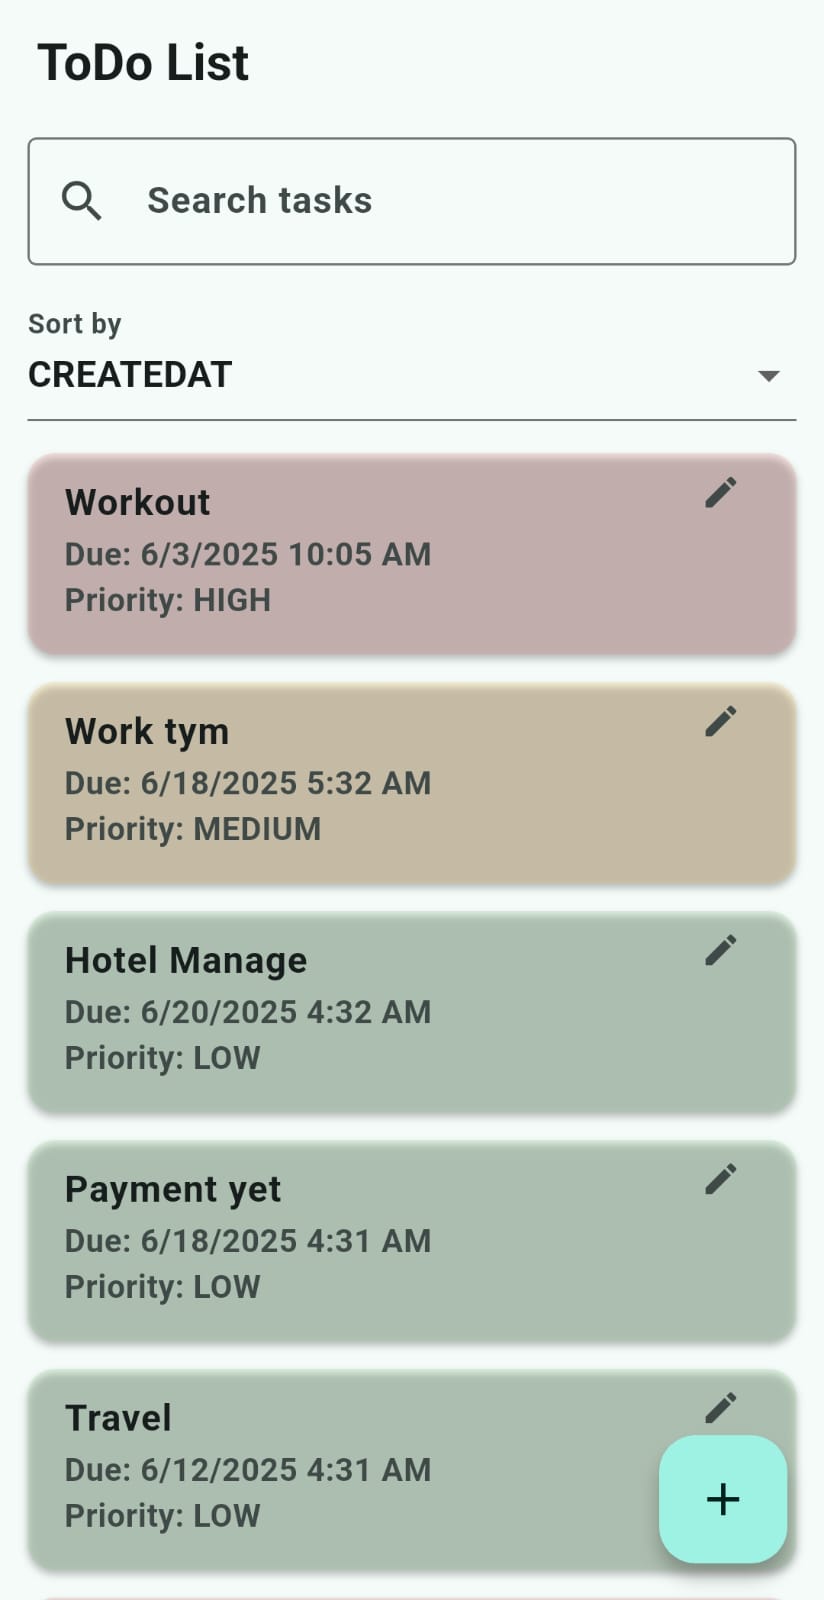 ToDo List
Search tasks
Sort by
CREATEDAT
Workout
Due: 6/3/2025 10:05 AM
Priority: HIGH
Work tym
Due: 6/18/2025 5:32 AM
Priority: MEDIUM
Hotel Manage
Due: 6/20/2025 4:32 AM
Priority: LOW
Payment yet
Due: 6/18/2025 4:31 AM
Priority: LOW
Travel
Due: 6/12/2025 4:31 AM
Priority: LOW